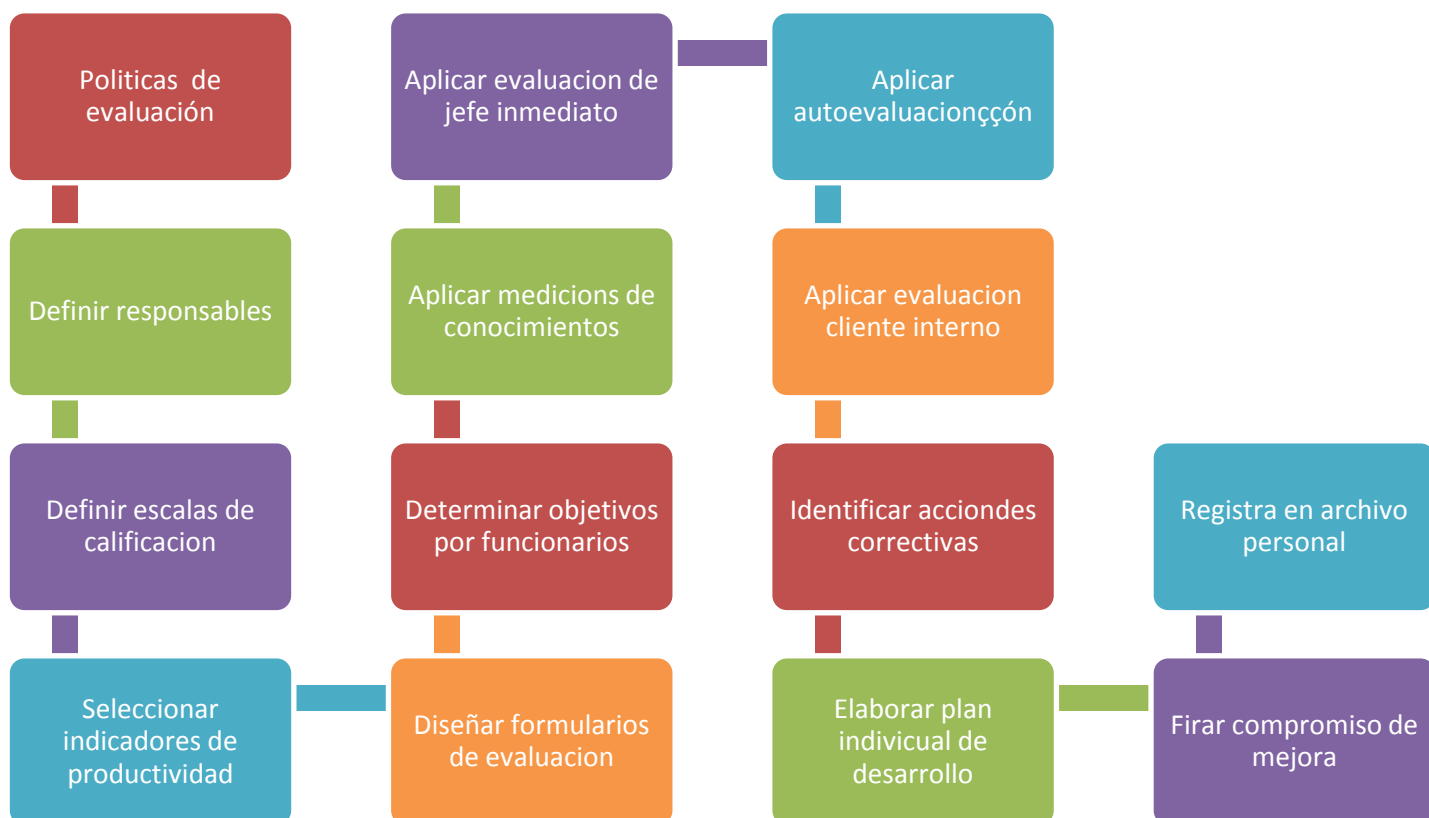 Politicas de
evaluación
Definir responsables
Definir escalas de
calificacion
Seleccionar
indicadores de
productividad
Diseñar formularios
de evaluacion
Determinar objetivos
por funcionarios
Aplicar medicions de
conocimientos
Aplicar evaluacion de
jefe inmediato
Aplicar
autoevaluacionççón
Aplicar evaluacion
cliente interno
Identificar acciondes
correctivas
Elaborar plan
indivicual de
desarrollo
Firar compromiso de
mejora
Registra en archivo
personal